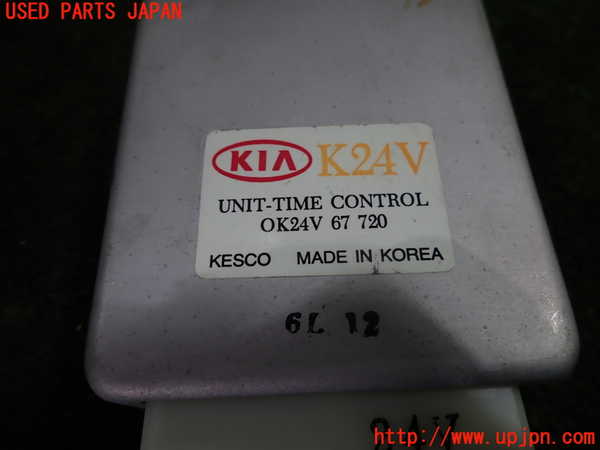 USED PARTS JAPAN
KIA K24V
UNIT-TIME CONTROL
OK24V 67 720
KESCO MADE IN KOREA
6L 12
http://www.upjpn.com/